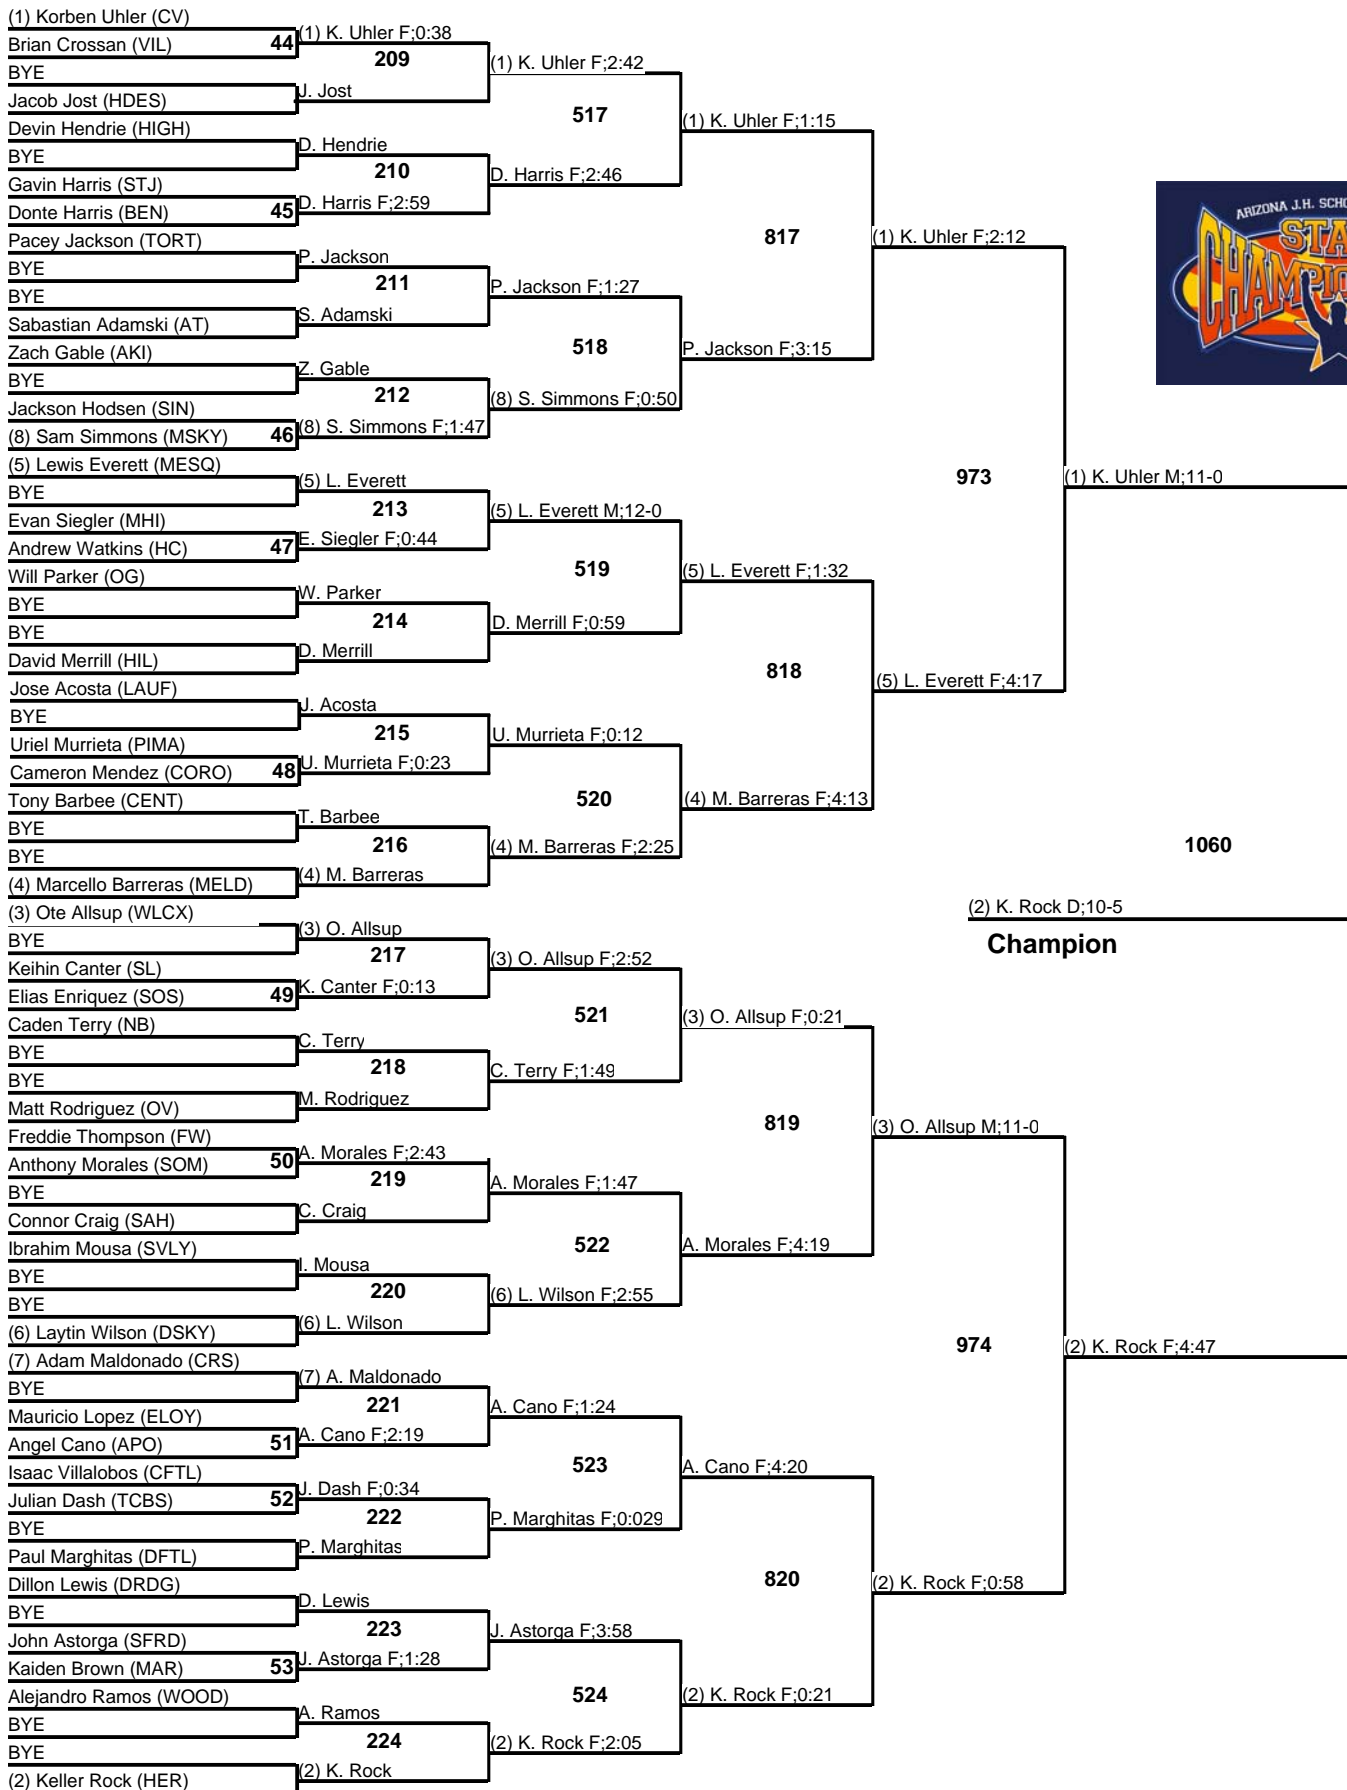 (1) Korben Uhler (CV)
Brian Crossan (VIL) 44
BYE
Jacob Jost (HDES)
Devin Hendrie (HIGH)
BYE
Gavin Harris (STJ)
Donte Harris (BEN) 45
Pacey Jackson (TORT)
BYE
BYE
Sabastian Adamski (AT)
Zach Gable (AKI)
BYE
Jackson Hodsen (SIN)
(8) Sam Simmons (MSKY) 46
(5) Lewis Everett (MESQ)
BYE
Evan Siegler (MHI)
Andrew Watkins (HC) 47
Will Parker (OG)
BYE
BYE
David Merrill (HIL)
Jose Acosta (LAUF)
BYE
Uriel Murrieta (PIMA)
Cameron Mendez (CORO) 48
Tony Barbee (CENT)
BYE
BYE
(4) Marcello Barreras (MELD)
(3) Ote Allsup (WLCX)
BYE
Keihin Canter (SL)
Elias Enriquez (SOS) 49
Caden Terry (NB)
BYE
BYE
Matt Rodriguez (OV)
Freddie Thompson (FW)
Anthony Morales (SOM) 50
BYE
Connor Craig (SAH)
Ibrahim Mousa (SVLY)
BYE
BYE
(6) Laytin Wilson (DSKY)
(7) Adam Maldonado (CRS)
BYE
Mauricio Lopez (ELOY)
Angel Cano (APO) 51
Isaac Villalobos (CFTL)
Julian Dash (TCBS) 52
BYE
Paul Marghitas (DFTL)
Dillon Lewis (DRDG)
BYE
John Astorga (SFRD)
Kaiden Brown (MAR) 53
Alejandro Ramos (WOOD)
BYE
BYE
(2) Keller Rock (HER)
(1) K. Uhler F;0:38
209
J. Jost
D. Hendrie
210
D. Harris F;2:59
P. Jackson
211
S. Adamski
Z. Gable
212
(8) S. Simmons F;1:47
(5) L. Everett
213
E. Siegler F;0:44
W. Parker
214
D. Merrill
J. Acosta
215
U. Murrieta F;0:23
T. Barbee
216
(4) M. Barreras
(3) O. Allsup
217
K. Canter F;0:13
C. Terry
218
M. Rodriguez
A. Morales F;2:43
219
C. Craig
I. Mousa
220
(6) L. Wilson
(7) A. Maldonado
221
A. Cano F;2:19
J. Dash F;0:34
222
P. Marghitas
D. Lewis
223
J. Astorga F;1:28
A. Ramos
224
(2) K. Rock
(1) K. Uhler F;2:42
517
D. Harris F;2:46
P. Jackson F;1:27
518
(8) S. Simmons F;0:50
(5) L. Everett M;12-0
519
D. Merrill F;0:59
U. Murrieta F;0:12
520
(4) M. Barreras F;2:25
(3) O. Allsup F;2:52
521
C. Terry F;1:49
A. Morales F;1:47
522
(6) L. Wilson F;2:55
A. Cano F;1:24
523
P. Marghitas F;0:029
J. Astorga F;3:58
524
(2) K. Rock F;2:05
(1) K. Uhler F;1:15
817
P. Jackson F;3:15
(5) L. Everett F;1:32
818
(4) M. Barreras F;4:13
(3) O. Allsup F;0:21
819
A. Morales F;4:19
A. Cano F;4:20
820
(2) K. Rock F;0:21
(1) K. Uhler F;2:12
973
(5) L. Everett F;4:17
(3) O. Allsup M;11-0
974
(2) K. Rock F;0:58
ARIZONA J.H.
(1) K. Uhler M;11-0
1060
(2) K. Rock F;4:47
(2) K. Rock D;10-5
Champion